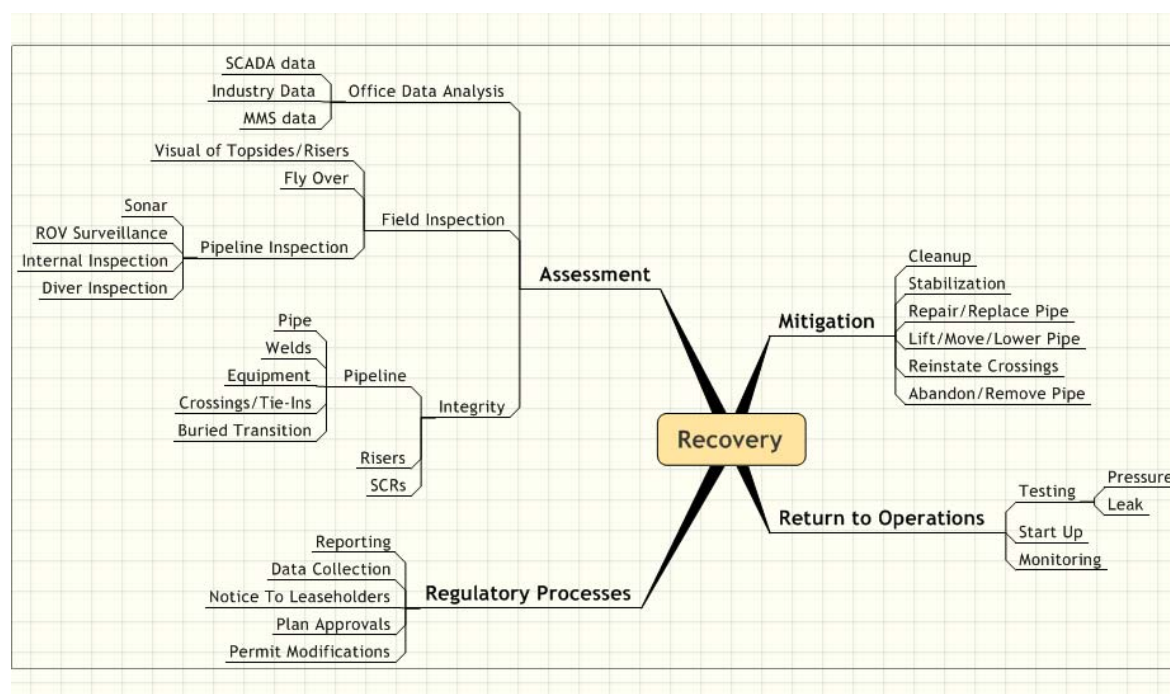 SCADA data
Industry Data
MMS data
Office Data Analysis
Visual of Topsides/Risers
Fly Over
Sonar
ROV Surveillance
Internal Inspection
Diver Inspection
Pipeline Inspection
Field Inspection
Assessment
Pipe
Welds
Equipment
Crossings/Tie-Ins
Buried Transition
Pipeline
Risers
SCRs
Integrity
Reporting
Data Collection
Notice To Leaseholders
Plan Approvals
Permit Modifications
Regulatory Processes
Recovery
Mitigation
Cleanup
Stabilization
Repair/Replace Pipe
Lift/Move/Lower Pipe
Reinstate Crossings
Abandon/Remove Pipe
Return to Operations
Testing
Pressure
Leak
Start Up
Monitoring